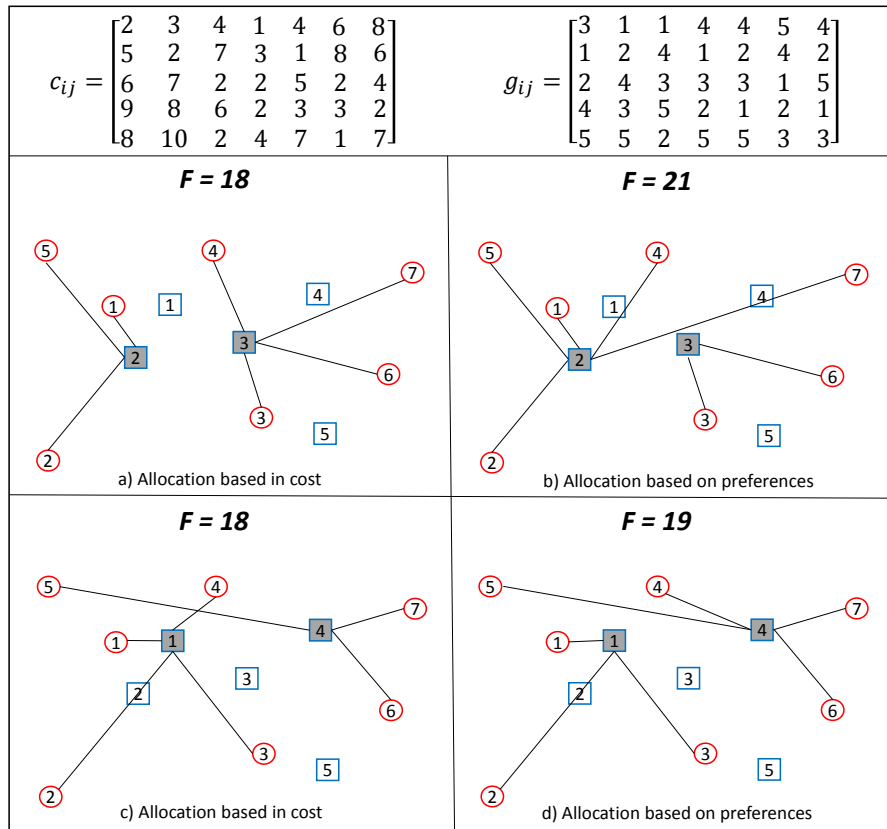 c_ij = [2 3 4 1 4 6 8
5 2 7 3 1 8 6
6 7 2 2 5 2 4
9 8 6 2 3 3 2
8 10 2 4 7 1 7]
g_ij = [3 1 1 4 4 5 4
1 2 4 1 2 4 2
2 4 3 3 3 1 5
4 3 5 2 1 2 1
5 5 2 5 5 3 3]
F = 18
5
4
7
1
1
4
2
3
6
3
5
2
a) Allocation based in cost
F = 21
5
4
7
1
1
4
2
3
6
3
5
2
b) Allocation based on preferences
F = 18
5
4
7
1
1
4
2
3
6
3
5
2
c) Allocation based in cost
F = 19
5
4
7
1
1
4
2
3
6
3
5
2
d) Allocation based on preferences